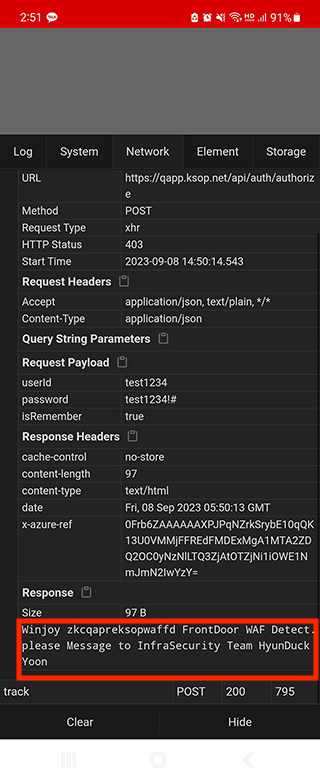 2:51
HD
91%
Log System Network Element Storage
URL https://qapp.ksop.net/api/auth/authoriz
e
Method POST
Request Type xhr
HTTP Status 403
Start Time 2023-09-08 14:50:14.543
Request Headers
Accept application/json, text/plain, */*
Content-Type application/json
Query String Parameters
Request Payload
userId test1234
password test1234!#
isRemember true
Response Headers
cache-control no-store
content-length 97
content-type text/html
date Fri, 08 Sep 2023 05:50:13 GMT
x-azure-ref 0Frb6ZAAAAAAXPJPqNZrkSrybE10qQK
13U0VMMjFFREdFMDExMgA1MTA2ZD
Q2OC0yNzNlLTQ3ZjAtOTZjNi1iOWE1N
mJmN2IwYzY=
Response
Size 97 B
Winjoy zkcqapreksopwaffd FrontDoor WAF Detect.
please Message to InfraSecurity Team HyunDuck
Yoon
track POST 200 795
Clear Hide